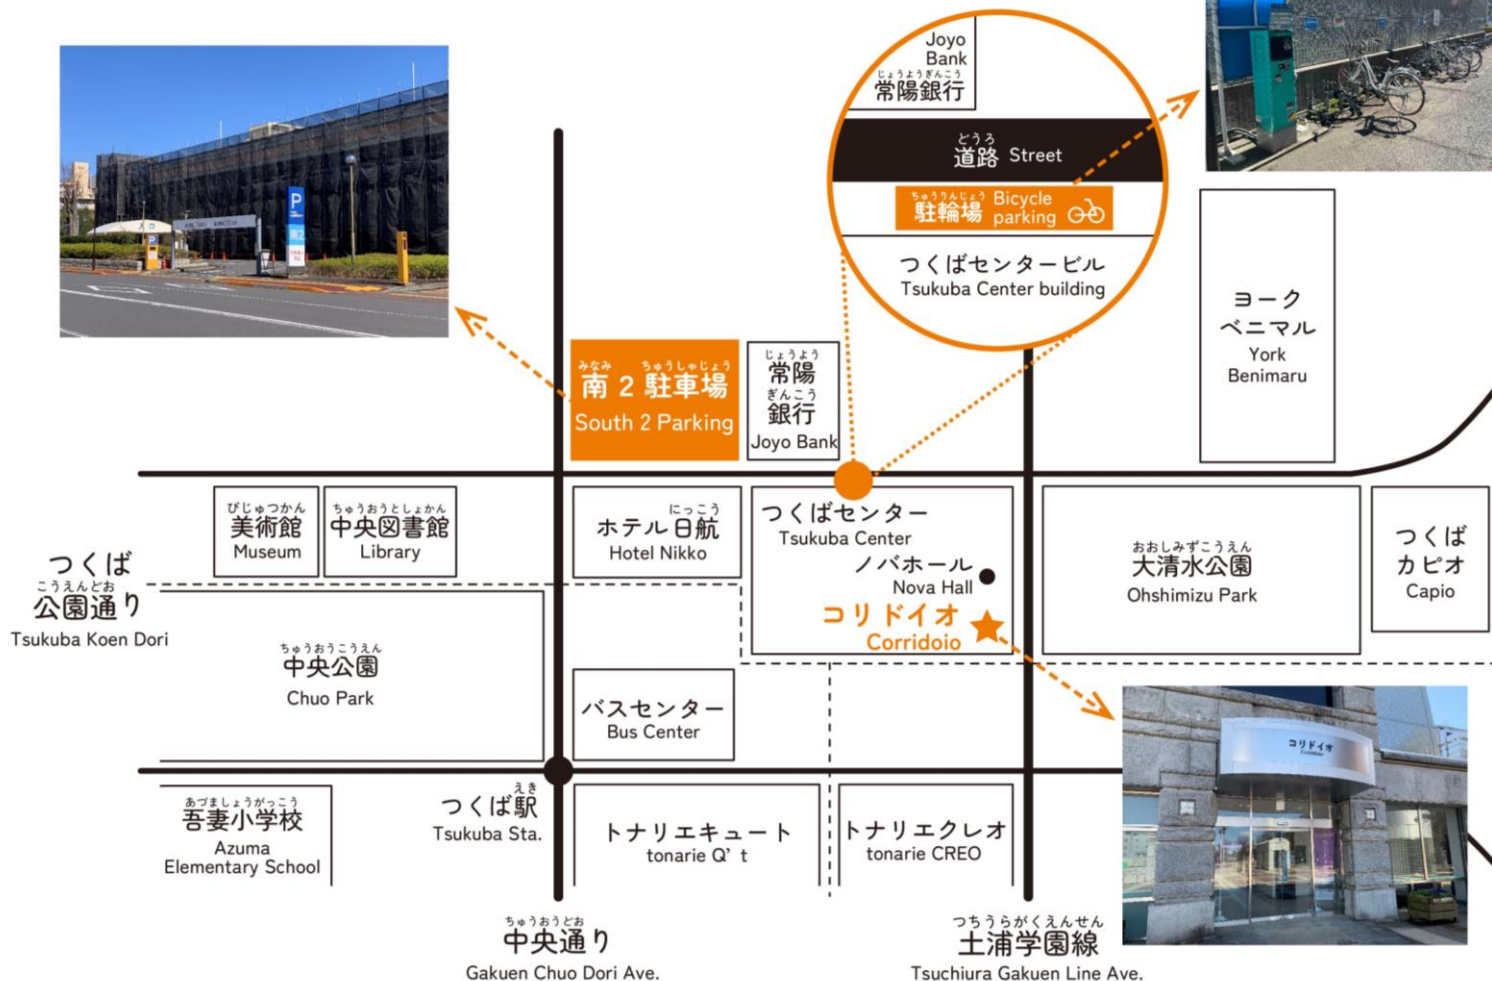 Joyo
Bank
じょうようぎんこう
常陽銀行
どうろ
道路 Street
ちゅうりんじょう
駐輪場 Bicycle
parking
つくばセンタービル
Tsukuba Center building
ヨーク
ベニマル
York
Benimaru
P
みなみ ちゅうしゃじょう
南 2 駐車場
South 2 Parking
じょうよう
常陽
ぎんこう
銀行
Joyo Bank
びじゅつかん
美術館
Museum
ちゅうおうとしょかん
中央図書館
Library
にっこう
ホテル日航
Hotel Nikko
つくばセンター
Tsukuba Center
ノバホール
Nova Hall
コリドイオ
Corridoio
おおしみずこうえん
大清水公園
Ohshimizu Park
つくば
カピオ
Capio
つくば
こうえんどお
公園通り
Tsukuba Koen Dori
ちゅうおうこうえん
中央公園
Chuo Park
バスセンター
Bus Center
コリドイオ
Corridoio
あづましょうがっこう
吾妻小学校
Azuma
Elementary School
えき
つくば駅
Tsukuba Sta.
トナリエキュート
tonarie Q’t
トナリエクレオ
tonarie CREO
ちゅうおうどお
中央通り
Gakuen Chuo Dori Ave.
つちうらがくえんせん
土浦学園線
Tsuchiura Gakuen Line Ave.